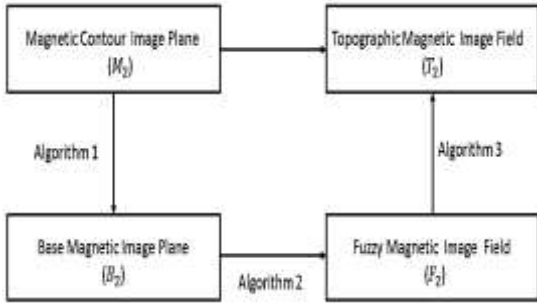 Magnetic Contour Image Plane
(M₂)
Topographic Magnetic Image Field
(T₂)
Algorithm 1
Algorithm 3
Base Magnetic Image Plane
(B₂)
Algorithm 2
Fuzzy Magnetic Image Field
(F₂)